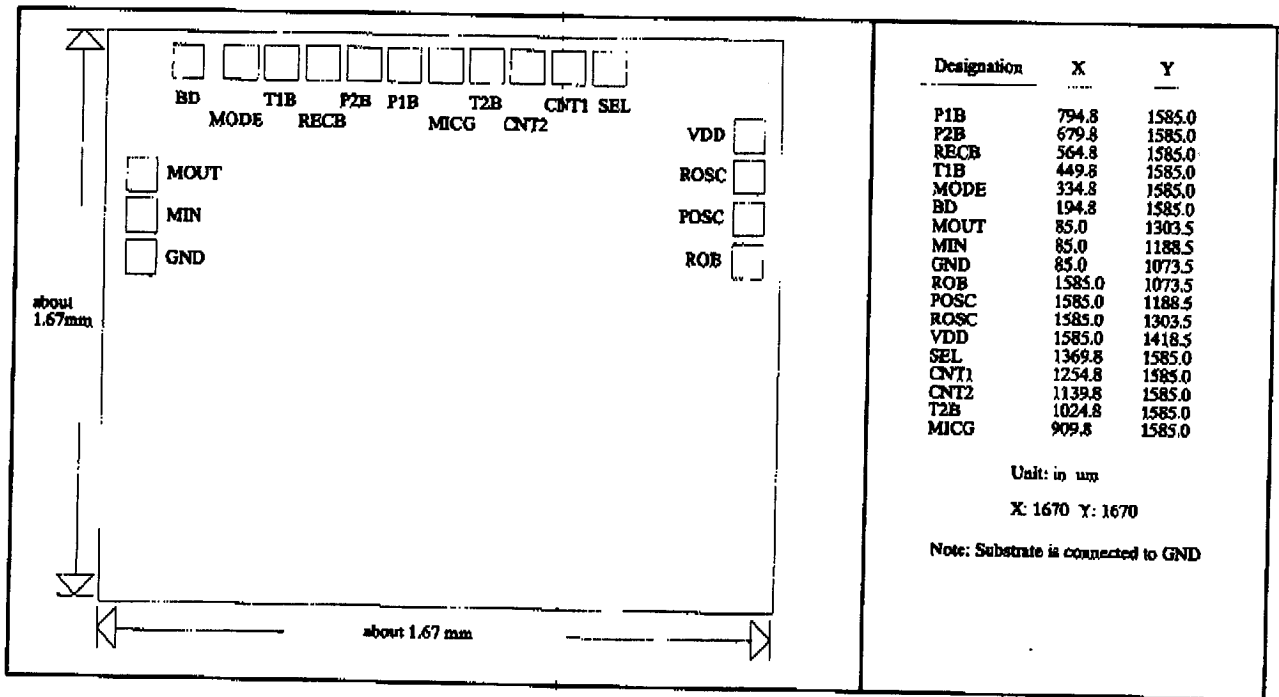 BD T1B P2B P1B T2B CNT1 SEL
MODE RECB MICG CNT2
VDD
MOUT
ROSC
MIN
POSC
GND
ROB
about
1.67mm
about 1.67 mm
Designation X Y
P1B 794.8 1585.0
P2B 679.8 1585.0
RECB 564.8 1585.0
T1B 449.8 1585.0
MODE 334.8 1585.0
BD 194.8 1585.0
MOUT 85.0 1303.5
MIN 85.0 1188.5
GND 85.0 1073.5
ROB 1585.0 1073.5
POSC 1585.0 1188.5
ROSC 1585.0 1303.5
VDD 1585.0 1418.5
SEL 1369.8 1585.0
CNT1 1254.8 1585.0
CNT2 1139.8 1585.0
T2B 1024.8 1585.0
MICG 909.8 1585.0
Unit: in um
X: 1670 Y: 1670
Note: Substrate is connected to GND